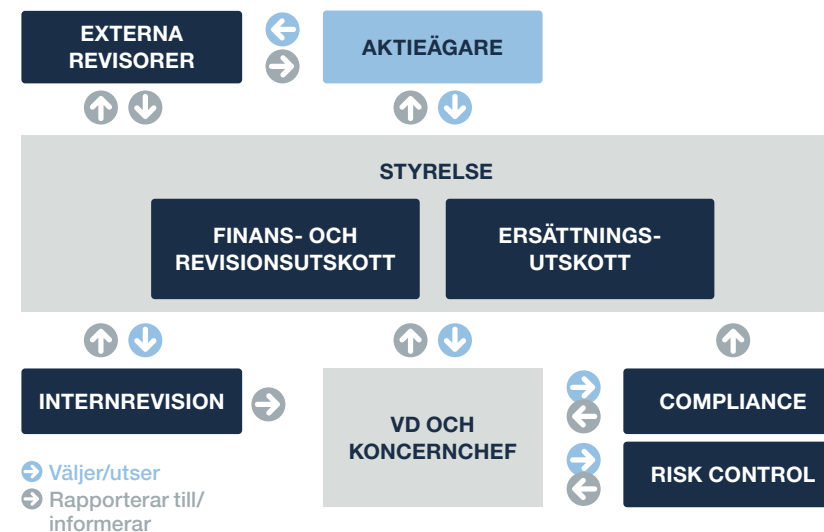 EXTERNA
REVISORER
AKTIEÄGARE
STYRELSE
FINANS- OCH
REVISIONSUTSKOTT
ERSÄTTNINGS-
UTSKOTT
INTERNREVISION
VD OCH
KONCERNCHEF
COMPLIANCE
RISK CONTROL
Väljer/utser
Rapporterar till/
informerar